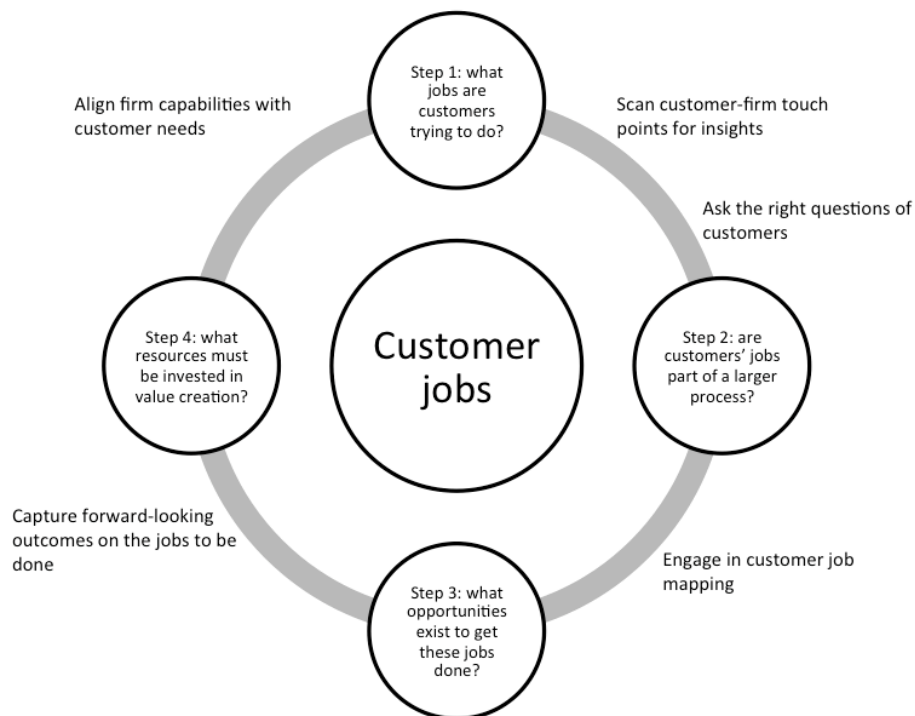 Step 1: what
jobs are
customers
trying to do?
Align firm capabilities with
customer needs
Scan customer-firm touch
points for insights
Ask the right questions of
customers
Step 4: what
resources must
be invested in
value creation?
Customer
jobs
Step 2: are
customers’ jobs
part of a larger
process?
Capture forward-looking
outcomes on the jobs to be
done
Engage in customer job
mapping
Step 3: what
opportunities
exist to get
these jobs
done?